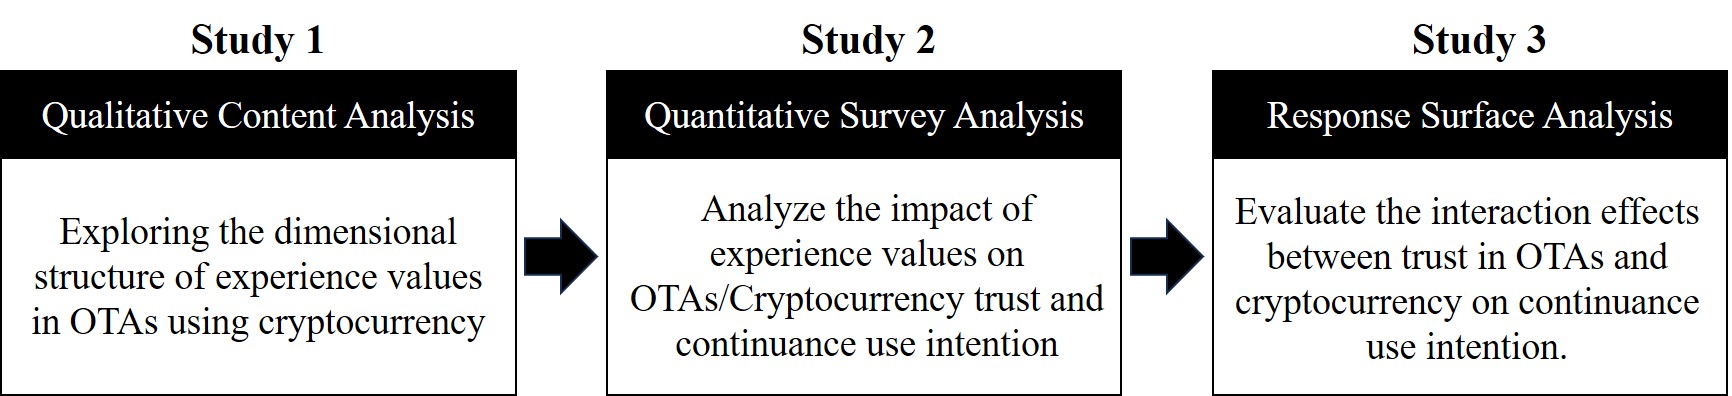 Study 1
Qualitative Content Analysis
Exploring the dimensional
structure of experience values
in OTAs using cryptocurrency
Study 2
Quantitative Survey Analysis
Analyze the impact of
experience values on
OTAs/Cryptocurrency trust and
continuance use intention
Study 3
Response Surface Analysis
Evaluate the interaction effects
between trust in OTAs and
cryptocurrency on continuance
use intention.